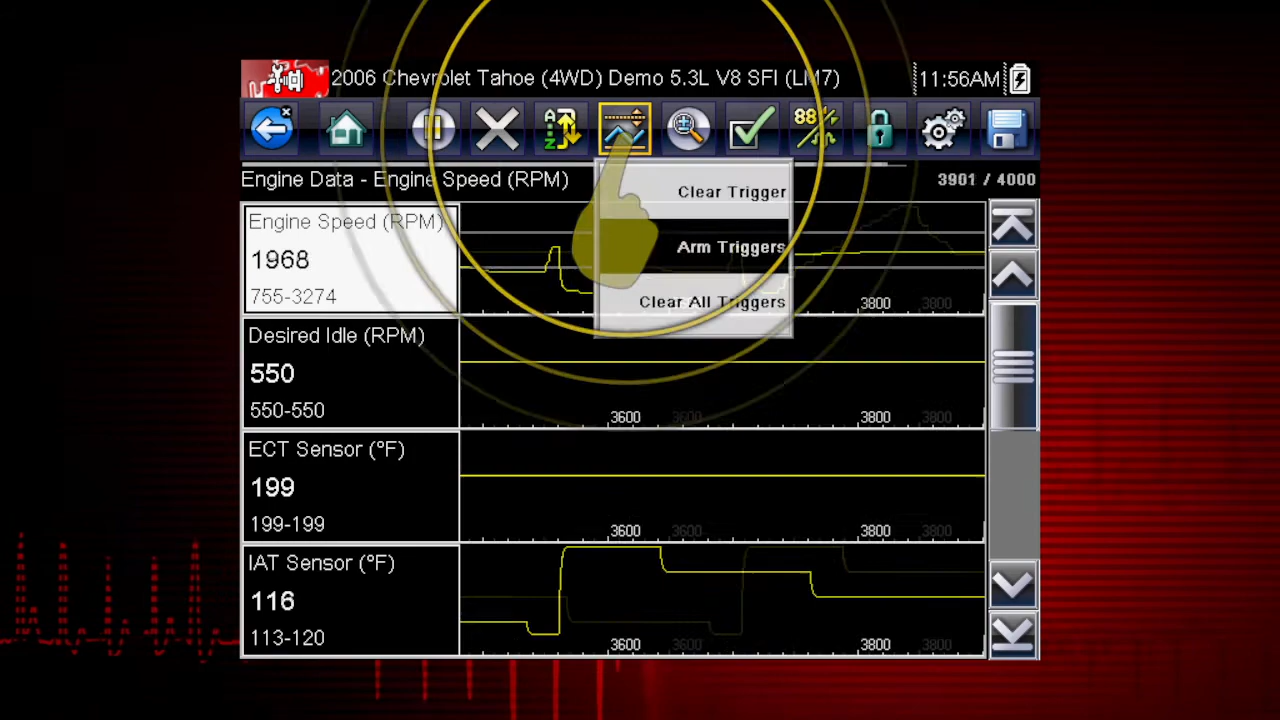 2006 Chevrolet Tahoe (4WD) Demo 5.3L V8 SFI (LM7)
11:56AM
A
Z
88
Engine Data - Engine Speed (RPM)
3901 / 4000
Clear Trigger
Arm Triggers
Clear All Triggers
Engine Speed (RPM)
1968
755-3274
3800
3800
Desired Idle (RPM)
550
550-550
3600
3600
3800
3800
ECT Sensor (°F)
199
199-199
3600
3600
3800
3800
IAT Sensor (°F)
116
113-120
3600
3600
3800
3800